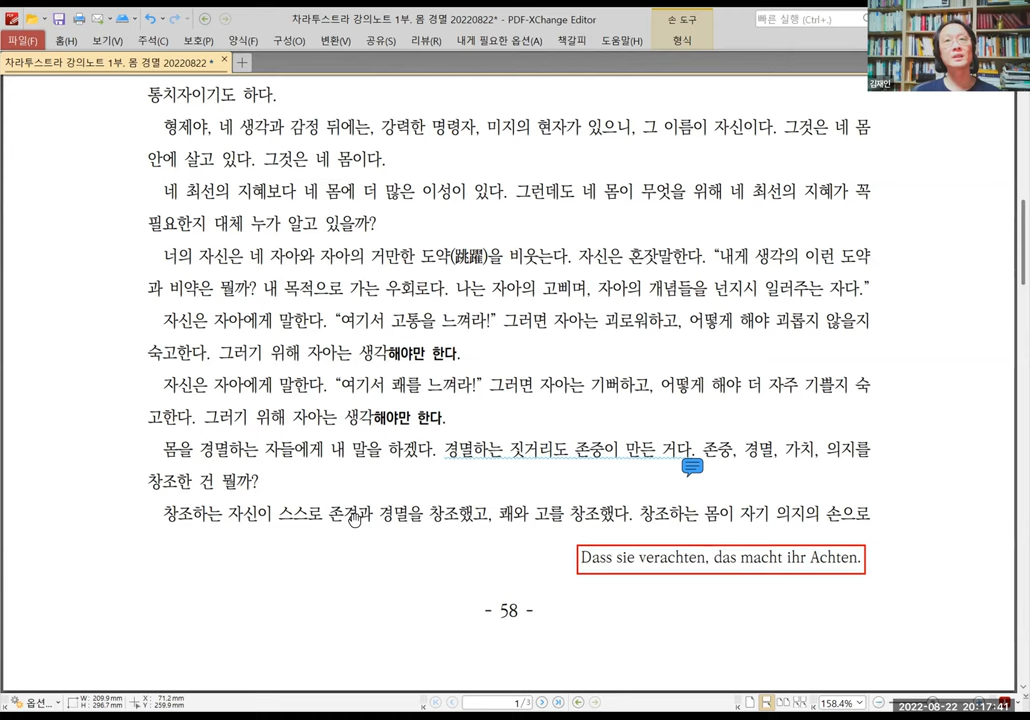 차라투스트라 강의노트 1부. 몸 경멸 20220822* - PDF-XChange Editor
손 도구
빠른 실행 (Ctrl+.)
파일(F) 홈(H) 보기(V) 주석(C) 보호(P) 양식(F) 구성(O) 변환(V) 공유(S) 리뷰(R) 내게 필요한 옵션(A) 책갈피 도움말(H) 형식
차라투스트라 강의노트 1부. 몸 경멸 20220822 *
김재인
통치자이기도 하다.
형제야, 네 생각과 감정 뒤에는, 강력한 명령자, 미지의 현자가 있으니, 그 이름이 자신이다. 그것은 네 몸
안에 살고 있다. 그것은 네 몸이다.
네 최선의 지혜보다 네 몸에 더 많은 이성이 있다. 그런데도 네 몸이 무엇을 위해 네 최선의 지혜가 꼭
필요한지 대체 누가 알고 있을까?
너의 자신은 네 자아와 자아의 거만한 도약(跳躍)을 비웃는다. 자신은 혼잣말한다. “내게 생각의 이런 도약
과 비약은 뭘까? 내 목적으로 가는 우회로다. 나는 자아의 고삐며, 자아의 개념들을 넌지시 일러주는 자다.”
자신은 자아에게 말한다. “여기서 고통을 느껴라!” 그러면 자아는 괴로워하고, 어떻게 해야 괴롭지 않을지
숙고한다. 그러기 위해 자아는 생각해야만 한다.
자신은 자아에게 말한다. “여기서 쾌를 느껴라!” 그러면 자아는 기뻐하고, 어떻게 해야 더 자주 기쁠지 숙
고한다. 그러기 위해 자아는 생각해야만 한다.
몸을 경멸하는 자들에게 내 말을 하겠다. 경멸하는 짓거리도 존중이 만든 거다. 존중, 경멸, 가치, 의지를
창조한 건 뭘까?
창조하는 자신이 스스로 존경과 경멸을 창조했고, 쾌와 고를 창조했다. 창조하는 몸이 자기 의지의 손으로
Dass sie verachten, das macht ihr Achten.
- 58 -
옵션...
W: 209.9 mm X: 71.2 mm
H: 296.7 mm Y: 259.9 mm
1/3
158.4%
2022-08-22 20:17:41